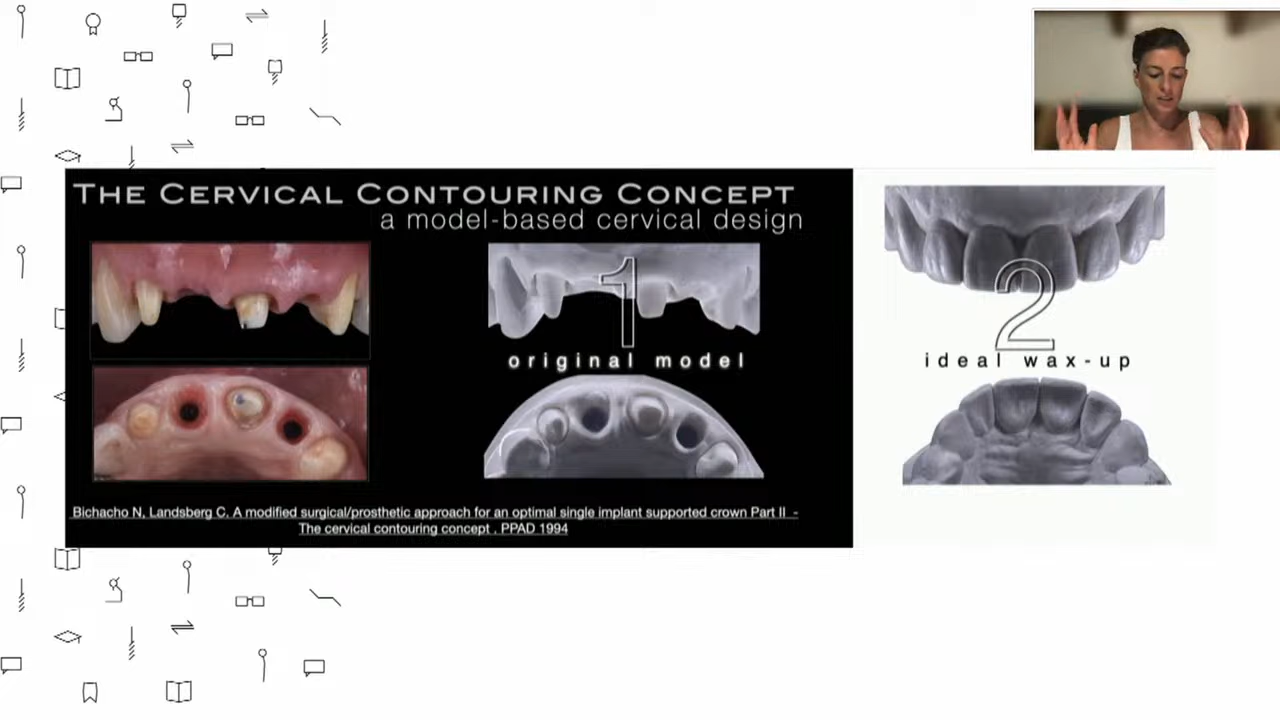 THE CERVICAL CONTOURING CONCEPT
a model-based cervical design
1
original model
2
ideal wax-up
Bichacho N, Landsberg C. A modified surgical/prosthetic approach for an optimal single implant supported crown Part II -
The cervical contouring concept . PPAD 1994